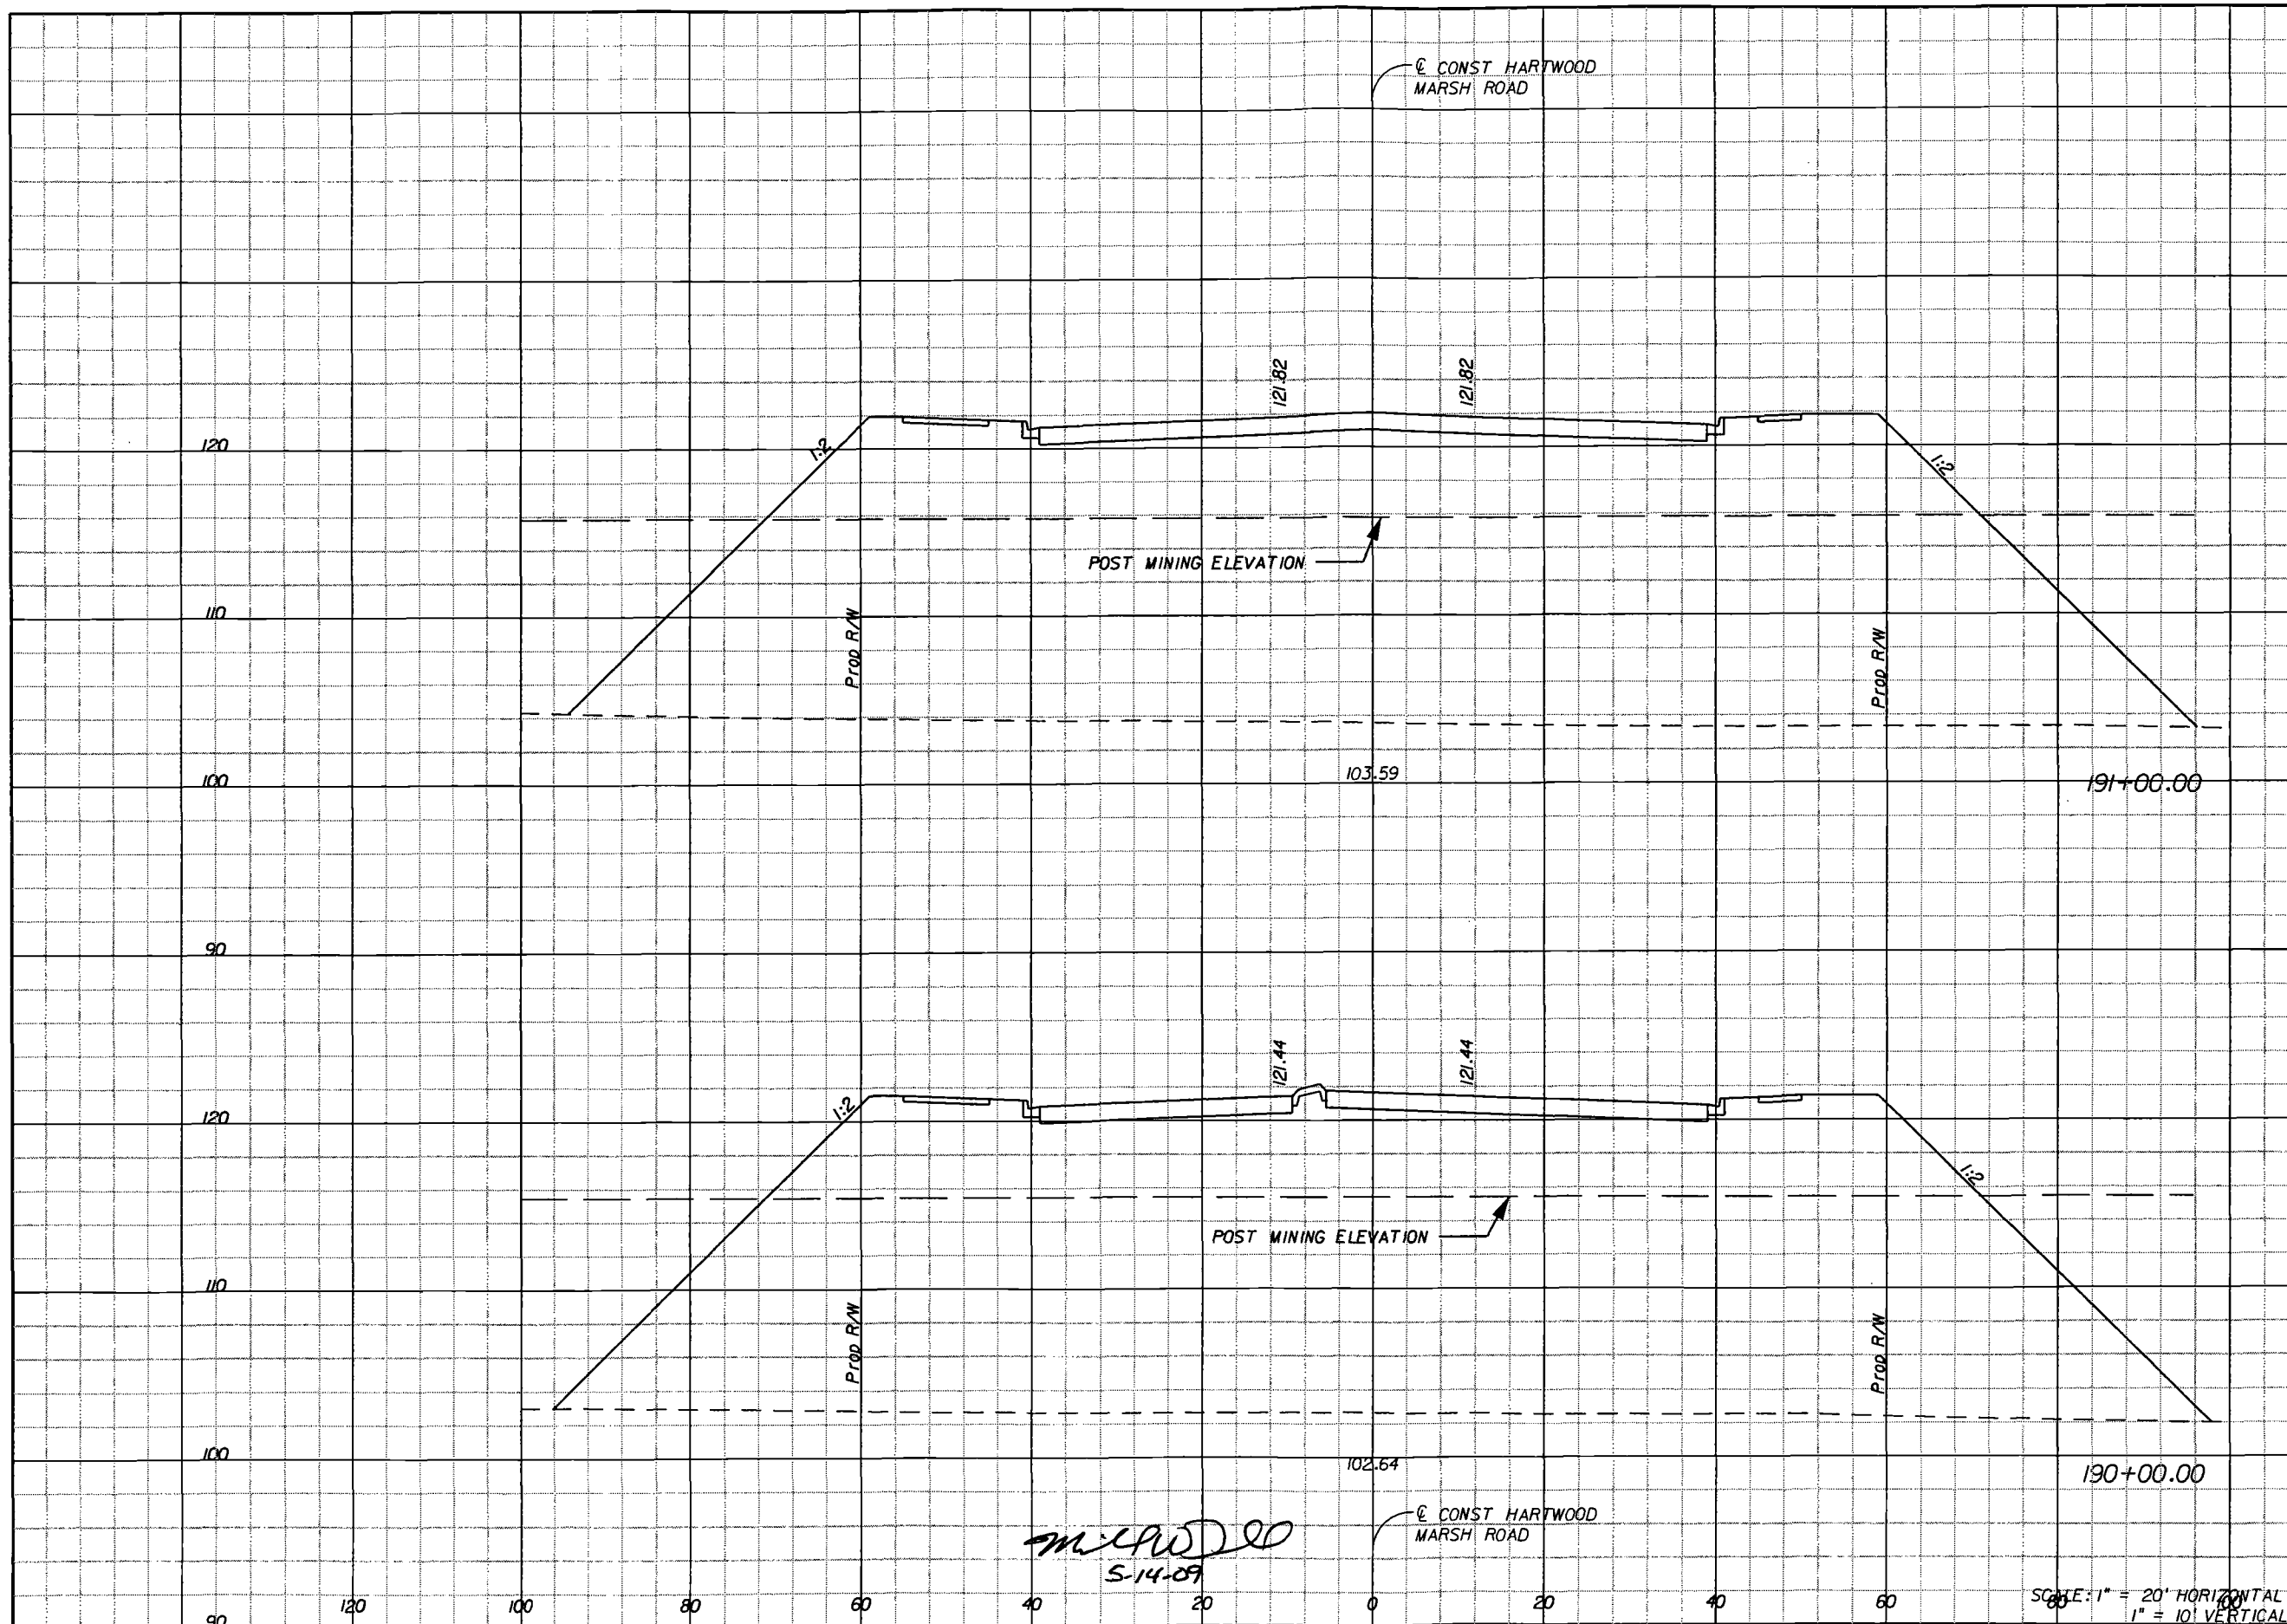 ℄ CONST HARTWOOD
MARSH ROAD
121.82
121.82
1:2
1:2
120
POST MINING ELEVATION
110
Prop R/W
Prop R/W
100
103.59
191+00.00
90
121.44
121.44
1:2
120
1:2
POST MINING ELEVATION
110
Prop R/W
Prop R/W
100
102.64
190+00.00
℄ CONST HARTWOOD
MARSH ROAD
5-14-09
SCALE: 1" = 20' HORIZONTAL
1" = 10' VERTICAL
90
120
100
80
60
40
20
0
20
40
60
80
100